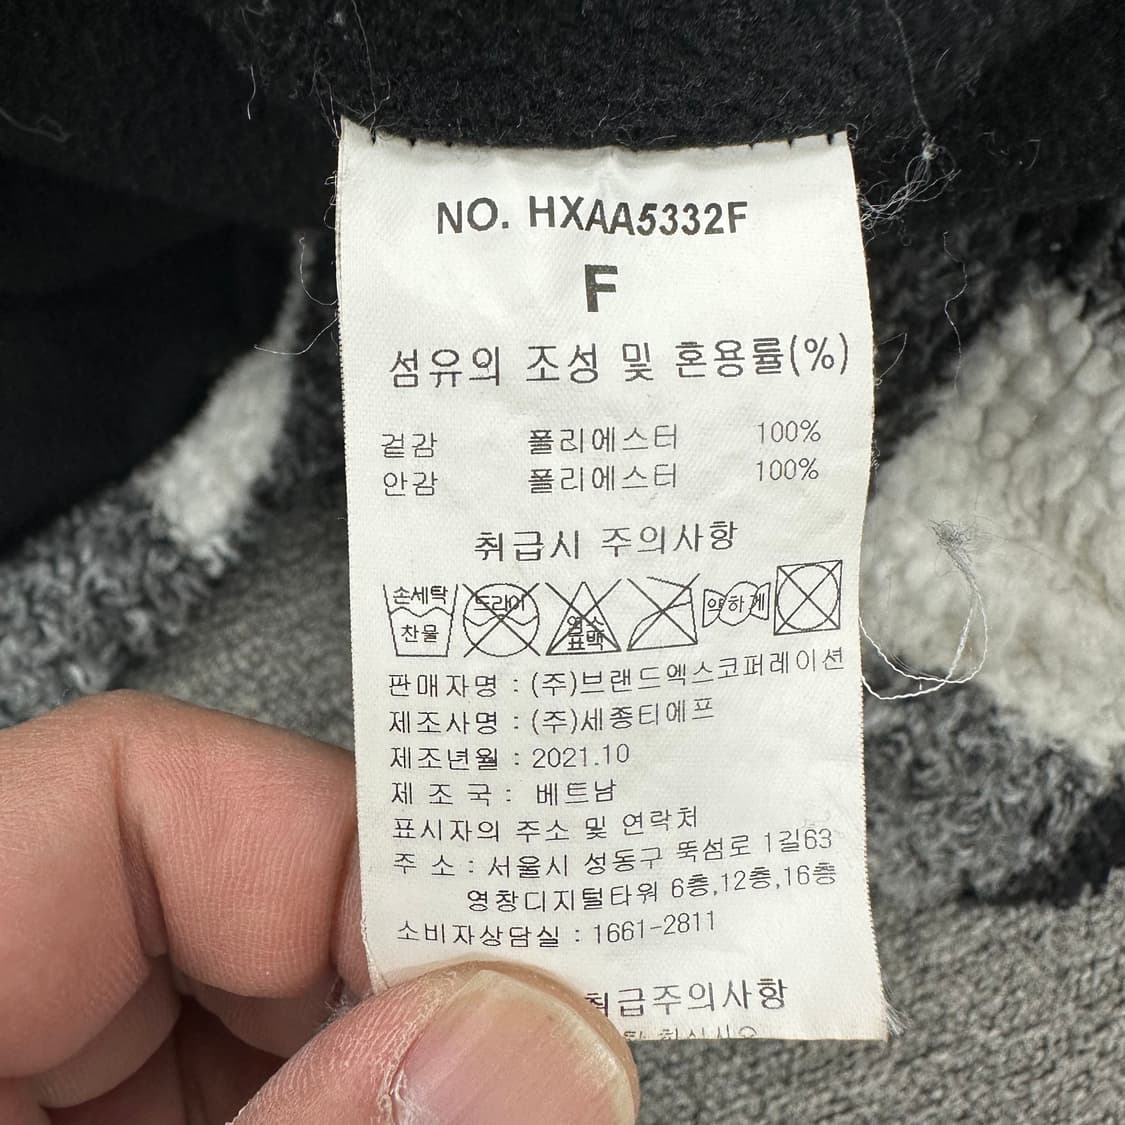 NO. HXAA5332F
F
섬유의 조성 및 혼용률(%)
겉감 폴리에스터 100%
안감 폴리에스터 100%
취급시 주의사항
손세탁 드라이 염소 약하게
찬물 표백
판매자명 : (주)브랜드엑스코퍼레이션
제조사명 : (주)세종티에프
제조년월 : 2021.10
제 조 국 : 베트남
표시자의 주소 및 연락처
주 소 : 서울시 성동구 뚝섬로 1길63
영창디지털타워 6층,12층,16층
소비자상담실 : 1661-2811
취급주의사항